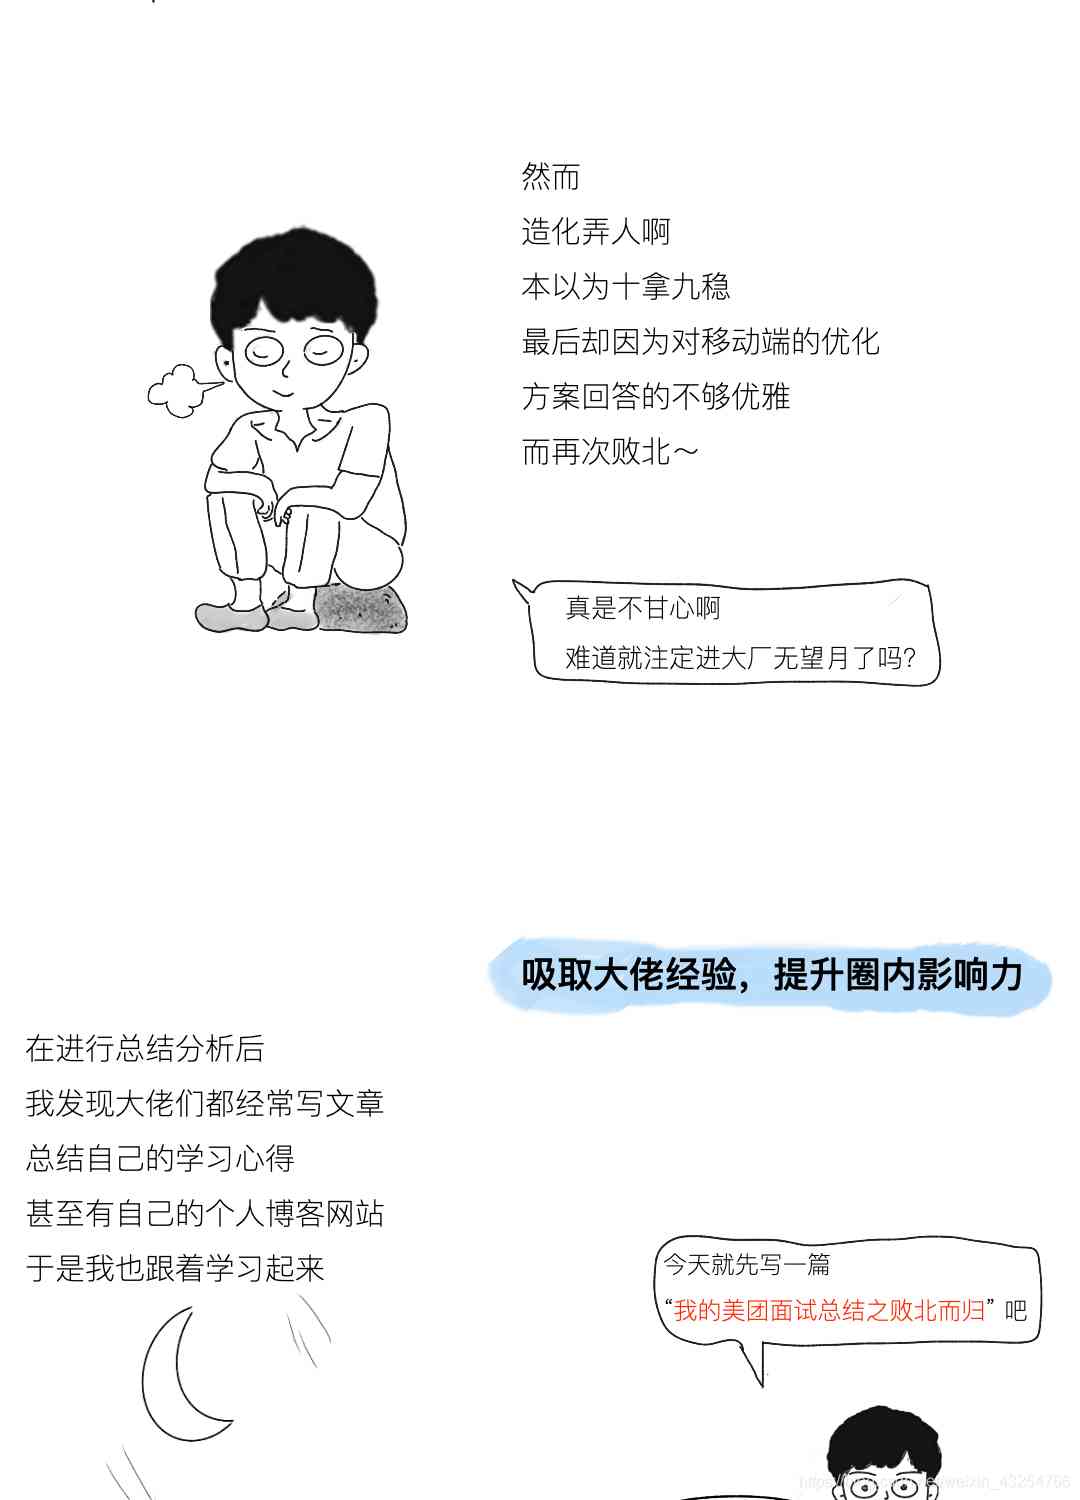 然而
造化弄人啊
本以为十拿九稳
最后却因为对移动端的优化
方案回答的不够优雅
而再次败北～
真是不甘心啊
难道就注定进大厂无望月了吗？
吸取大佬经验，提升圈内影响力
在进行总结分析后
我发现大佬们都经常写文章
总结自己的学习心得
甚至有自己的个人博客网站
于是我也跟着学习起来
今天就先写一篇
“我的美团面试总结之败北而归”吧